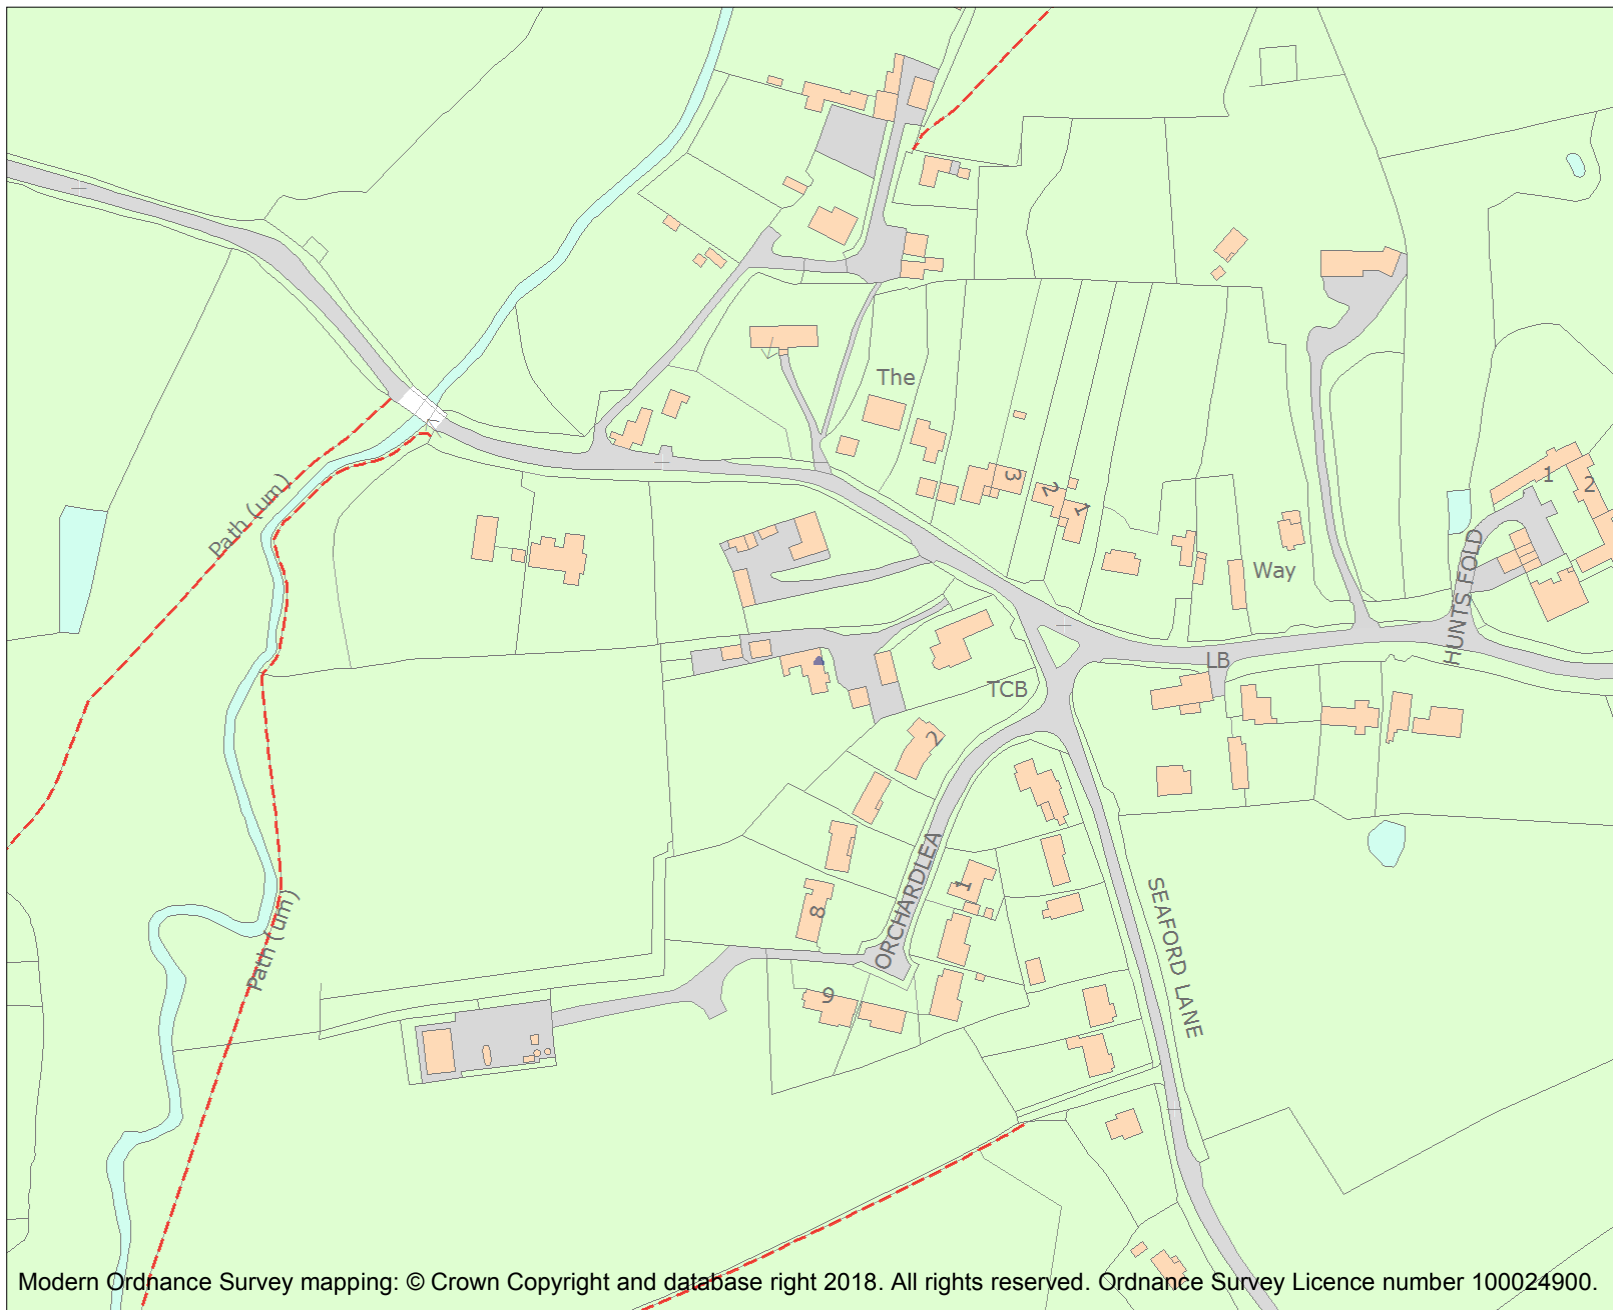 The
3
2
1
1
2
Path (um)
HUNTS FOLD
Way
LB
TCB
2
ORCHARDLEA
1
8
SEAFORD LANE
Path (um)
9
Modern Ordnance Survey mapping: © Crown Copyright and database right 2018. All rights reserved. Ordnance Survey Licence number 100024900.